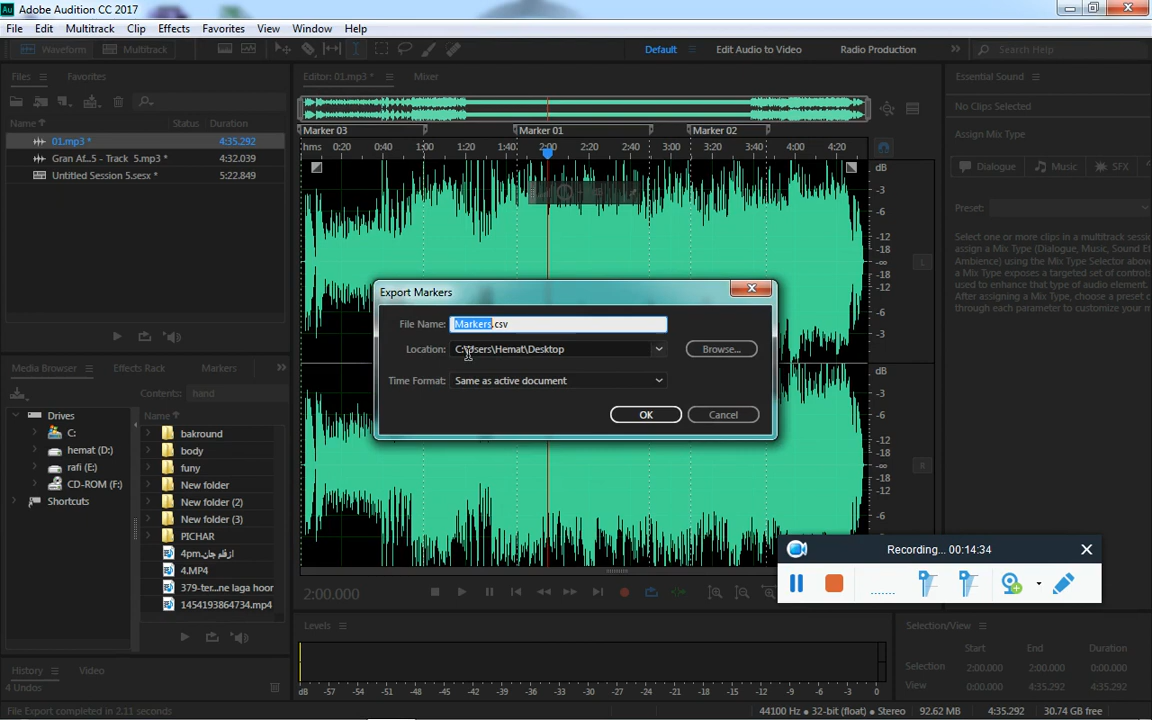 Adobe Audition CC 2017
File Edit Multitrack Clip Effects Favorites View Window Help
Waveform Multitrack Default Edit Audio to Video Radio Production Search Help
Files Favorites Editor: 01.mp3 * Mixer Essential Sound
Name Status Duration
01.mp3 * 4:35.292
Gran At...5 - Track 5.mp3 * 4:32.039
Untitled Session 5.sesx * 5:22.849
Marker 03 Marker 01 Marker 02
hms 0:20 0:40 1:00 1:20 1:40 2:00 2:20 2:40 3:00 3:20 3:40 4:20
dB
-3
-6
-12
-18
-∞
-18
-12
-6
-3
L
dB
-3
-6
-12
-18
-∞
-18
-12
-6
R
No Clips Selected
Assign Mix Type
Dialogue Music SFX
Preset:
Select one or more clips in a multitrack sessi
assign a Mix Type (Dialogue, Music, Sound Ef
Ambience) using the Mix Type Selector above
a Mix Type exposes a targeted set of controls
used to enhance that type of audio element.
After assigning a Mix Type, choose a preset o
through each parameter to customize your m
Export Markers
File Name: Markers.csv
Location: C:\Users\Hemat\Desktop Browse...
Time Format: Same as active document
OK Cancel
Media Browser Effects Rack Markers
Contents: hand
Drives
C:
hemat (D:)
rafi (E:)
CD-ROM (F:)
Shortcuts
Name
bakround
body
funy
New folder
New folder (2)
New folder (3)
PICHAR
ازقلم جان.4pm
4.MP4
379-ter...ne laga hoor
1454193864734.mp4
Recording... 00:14:34
2:00.000
Levels
dB -57 -54 -51 -48 -45 -42 -39 -36 -33 -30 -27 -24 -21 -18 -15 -12 -9 -6 -3 0
Selection/View
Start End Duration
Selection 2:00.000 2:00.000 0:00.000
View 0:00.000 4:35.292 4:35.292
History Video
4 Undos
File Export completed in 2.11 seconds
44100 Hz ● 32-bit (float) ● Stereo 92.62 MB 4:35.292 30.74 GB free